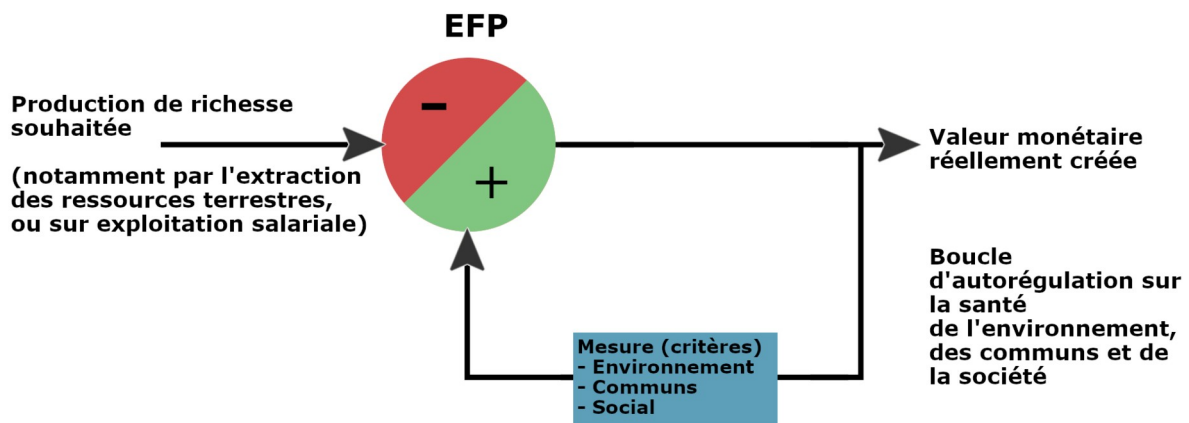 EFP
Production de richesse
souhaitée
(notamment par l'extraction
des ressources terrestres,
ou sur exploitation salariale)
-
+
Valeur monétaire
réellement créée
Boucle
d'autorégulation sur
la santé
de l'environnement,
des communs et de
la société
Mesure (critères)
- Environnement
- Communs
- Social